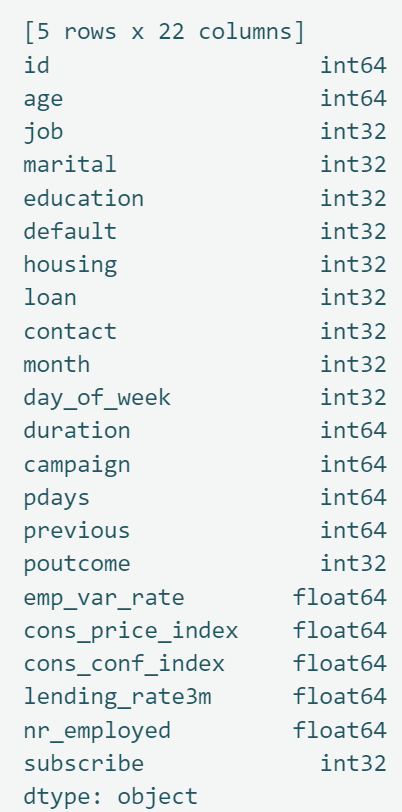 [5 rows x 22 columns]
id                    int64
age                   int64
job                   int32
marital               int32
education             int32
default               int32
housing               int32
loan                  int32
contact               int32
month                 int32
day_of_week           int32
duration              int64
campaign              int64
pdays                 int64
previous              int64
poutcome              int32
emp_var_rate        float64
cons_price_index    float64
cons_conf_index     float64
lending_rate3m      float64
nr_employed         float64
subscribe             int32
dtype: object